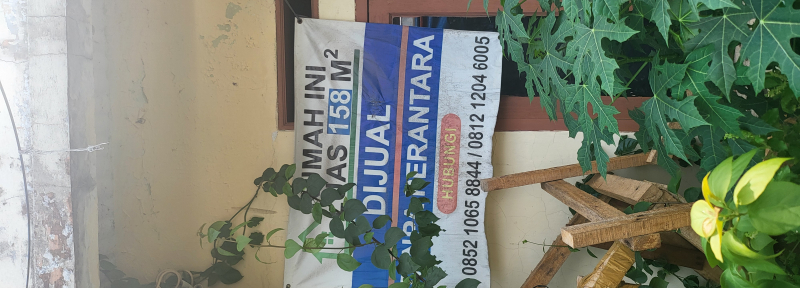 UMAH INI
AS 158 M²
DIJUAL
PERANTARA
HUBUNGI
0852 1065 8844 / 0812 1204 6005